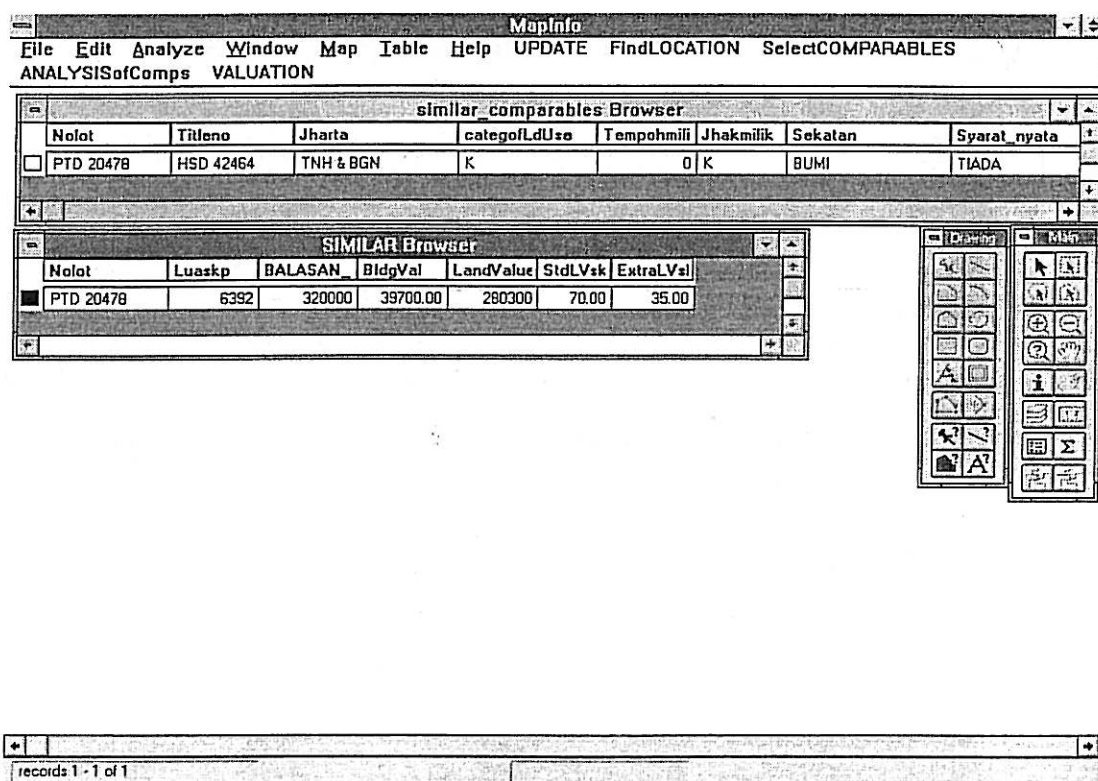 MapInfo
File Edit Analyze Window Map Table Help UPDATE FindLOCATION SelectCOMPARABLES
ANALYSISofComps VALUATION
similar_comparables Browser
Nolot Titleno Jharta categofLdUse Tempohmili Jhakmilik Sekatan Syarat_nyata
PTD 20478 HSD 42464 TNH & BGN K 0 K BUMI TIADA
SIMILAR Browser
Drawing Main
Nolot Luaskp BALASAN_ BldgVal LandValue StdLVsk ExtraLVsl
PTD 20478 6392 320000 39700.00 280300 70.00 35.00
records 1 - 1 of 1